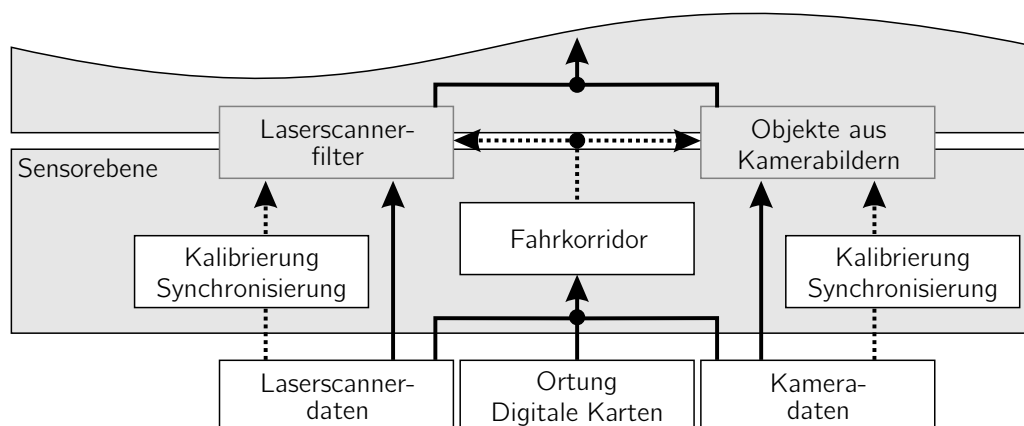 Laserscanner-
filter
Objekte aus
Kamerabildern
Sensorebene
Fahrkorridor
Kalibrierung
Synchronisierung
Kalibrierung
Synchronisierung
Laserscanner-
daten
Ortung
Digitale Karten
Kamera-
daten